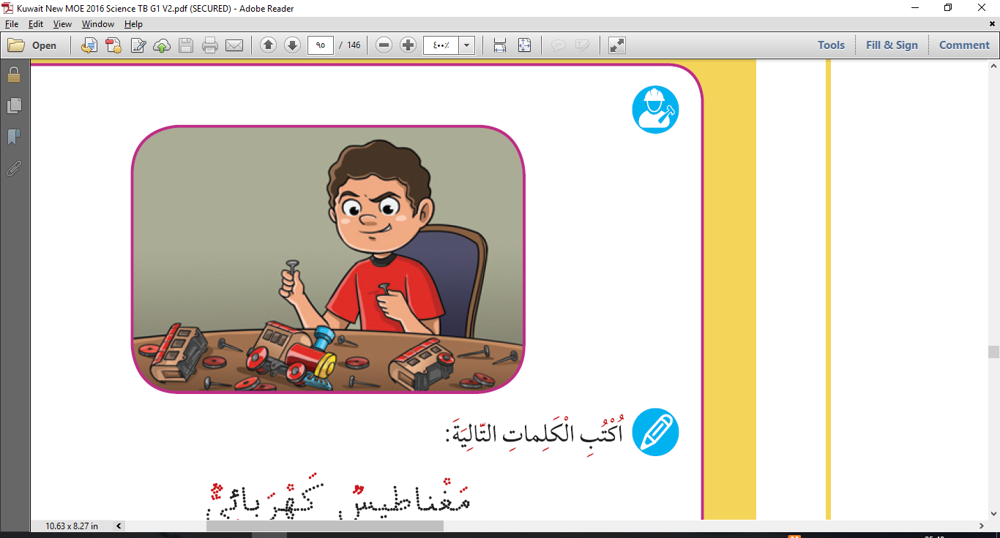 Kuwait New MOE 2016 Science TB G1 V2.pdf (SECURED) - Adobe Reader
File Edit View Window Help
Open ٩٥ / 146 ٤٠٠٪ Tools Fill & Sign Comment
اُكْتُبِ الْكَلِماتِ التّالِيَةَ:
مَغْناطيسٌ كَهْرَبائِيٌّ
10.63 x 8.27 in